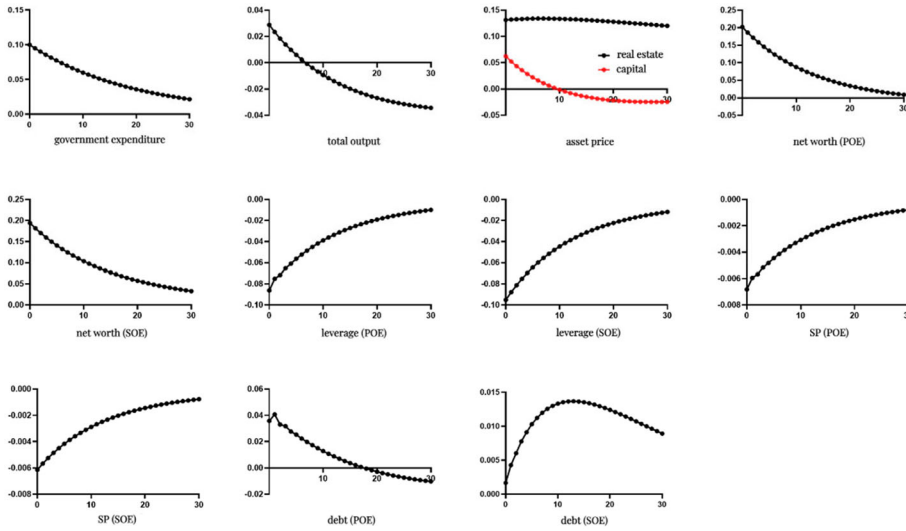 0.15
0.10
0.05
0.00
0 10 20 30
government expenditure
0.04
0.02
0.00
-0.02
-0.04
10 20 30
total output
0.15
0.10
0.05
0.00
-0.05
real estate
capital
10 20 30
asset price
0.25
0.20
0.15
0.10
0.05
0.00
-0.05
10 20 30
net worth (POE)
0.25
0.20
0.15
0.10
0.05
0.00
0 10 20 30
net worth (SOE)
0.00
-0.02
-0.04
-0.06
-0.08
-0.10
0 10 20 30
leverage (POE)
0.00
-0.02
-0.04
-0.06
-0.08
-0.10
0 10 20 30
leverage (SOE)
0.000
-0.002
-0.004
-0.006
-0.008
0 10 20 30
SP (POE)
0.000
-0.002
-0.004
-0.006
-0.008
0 10 20 30
SP (SOE)
0.06
0.04
0.02
0.00
-0.02
10 20 30
debt (POE)
0.015
0.010
0.005
0.000
0 10 20 30
debt (SOE)